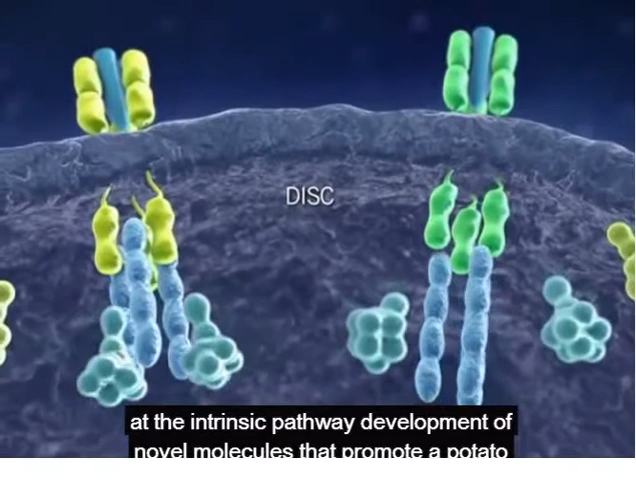 DISC
at the intrinsic pathway development of
novel molecules that promote a potato